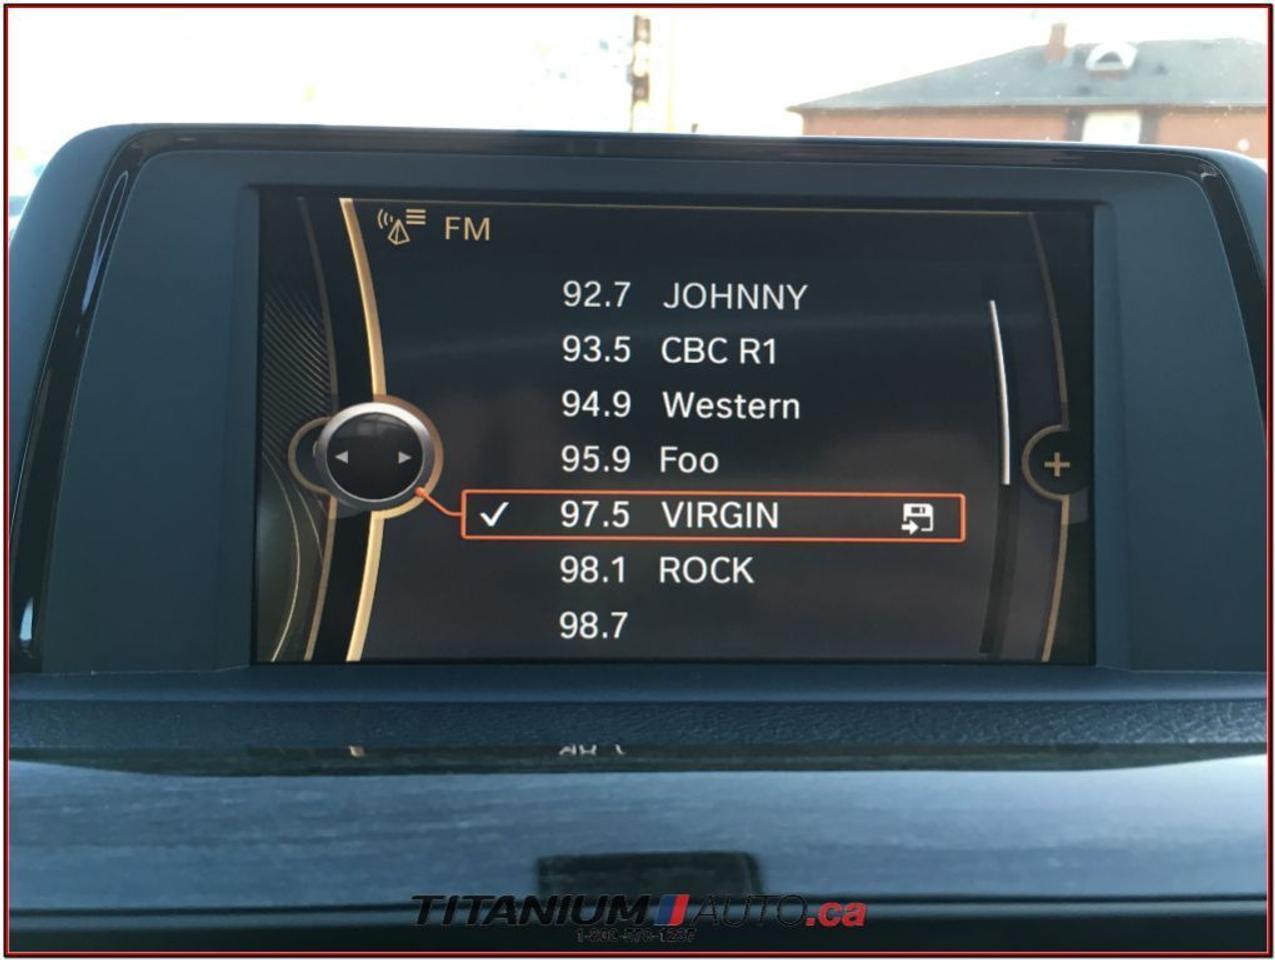 FM
92.7 JOHNNY
93.5 CBC R1
94.9 Western
95.9 Foo
97.5 VIRGIN
98.1 ROCK
98.7
TITANIUM AUTO.ca